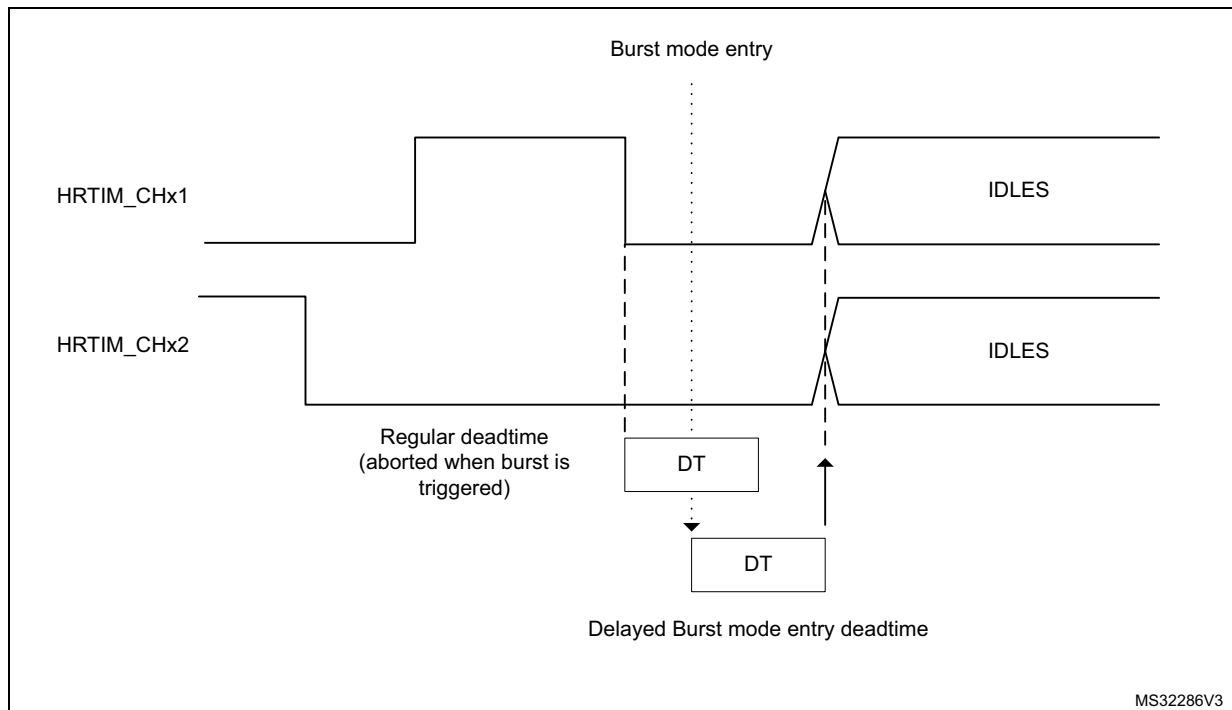 Burst mode entry
HRTIM_CHx1
IDLES
HRTIM_CHx2
IDLES
Regular deadtime
(aborted when burst is
triggered)
DT
DT
Delayed Burst mode entry deadtime
MS32286V3